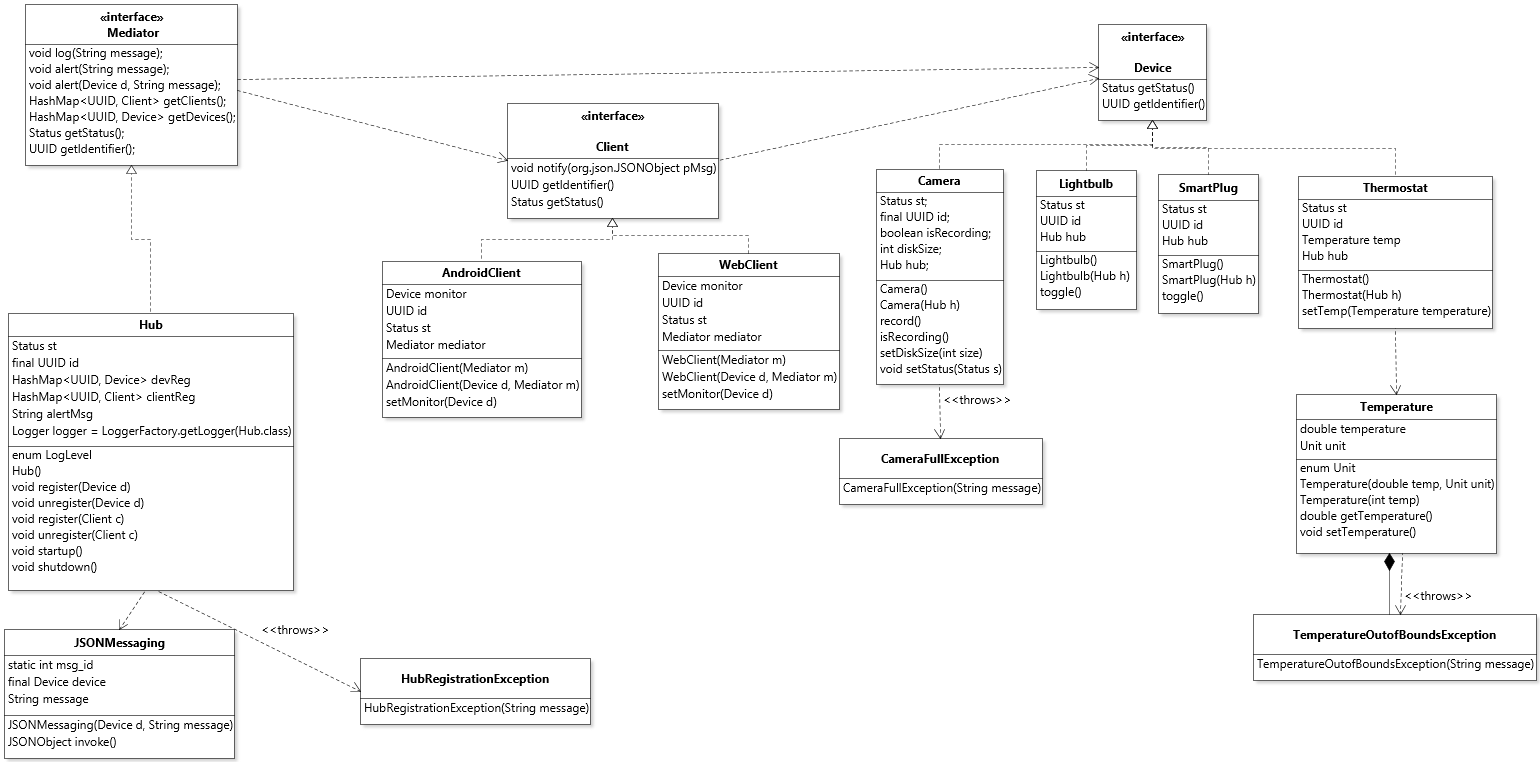 «interface»
Mediator
void log(String message);
void alert(String message);
void alert(Device d, String message);
HashMap<UUID, Client> getClients();
HashMap<UUID, Device> getDevices();
Status getStatus();
UUID getIdentifier();
«interface»
Client
void notify(org.json.JSONObject pMsg)
UUID getIdentifier()
Status getStatus()
«interface»
Device
Status getStatus()
UUID getIdentifier()
Hub
Status st
final UUID id
HashMap<UUID, Device> devReg
HashMap<UUID, Client> clientReg
String alertMsg
Logger logger = LoggerFactory.getLogger(Hub.class)
enum LogLevel
Hub()
void register(Device d)
void unregister(Device d)
void register(Client c)
void unregister(Client c)
void startup()
void shutdown()
AndroidClient
Device monitor
UUID id
Status st
Mediator mediator
AndroidClient(Mediator m)
AndroidClient(Device d, Mediator m)
setMonitor(Device d)
WebClient
Device monitor
UUID id
Status st
Mediator mediator
WebClient(Mediator m)
WebClient(Device d, Mediator m)
setMonitor(Device d)
Camera
Status st;
final UUID id;
boolean isRecording;
int diskSize;
Hub hub;
Camera()
Camera(Hub h)
record()
isRecording()
setDiskSize(int size)
void setStatus(Status s)
Lightbulb
Status st
UUID id
Hub hub
Lightbulb()
Lightbulb(Hub h)
toggle()
SmartPlug
Status st
UUID id
Hub hub
SmartPlug()
SmartPlug(Hub h)
toggle()
Thermostat
Status st
UUID id
Temperature temp
Hub hub
Thermostat()
Thermostat(Hub h)
setTemp(Temperature temperature)
<<throws>>
CameraFullException
CameraFullException(String message)
Temperature
double temperature
Unit unit
enum Unit
Temperature(double temp, Unit unit)
Temperature(int temp)
double getTemperature()
void setTemperature()
<<throws>>
TemperatureOutofBoundsException
TemperatureOutofBoundsException(String message)
JSONMessaging
static int msg_id
final Device device
String message
JSONMessaging(Device d, String message)
JSONObject invoke()
<<throws>>
HubRegistrationException
HubRegistrationException(String message)